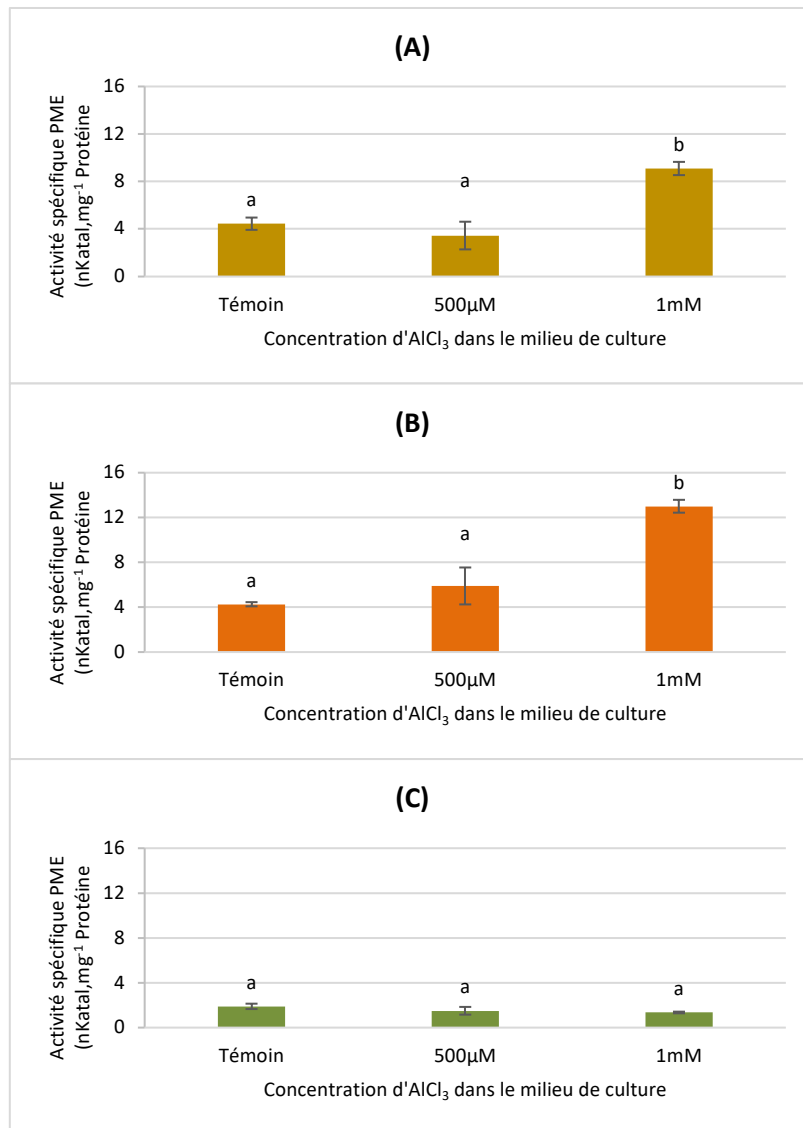 (A)
Activité spécifique PME
(nKatal,mg⁻¹ Protéine
16
12
8
4
0
a
a
b
Témoin
500µM
1mM
Concentration d'AlCl₃ dans le milieu de culture
(B)
Activité spécifique PME
(nKatal,mg⁻¹ Protéine
16
12
8
4
0
a
a
b
Témoin
500µM
1mM
Concentration d'AlCl₃ dans le milieu de culture
(C)
Activité spécifique PME
(nKatal,mg⁻¹ Protéine
16
12
8
4
0
a
a
a
Témoin
500µM
1mM
Concentration d'AlCl₃ dans le milieu de culture